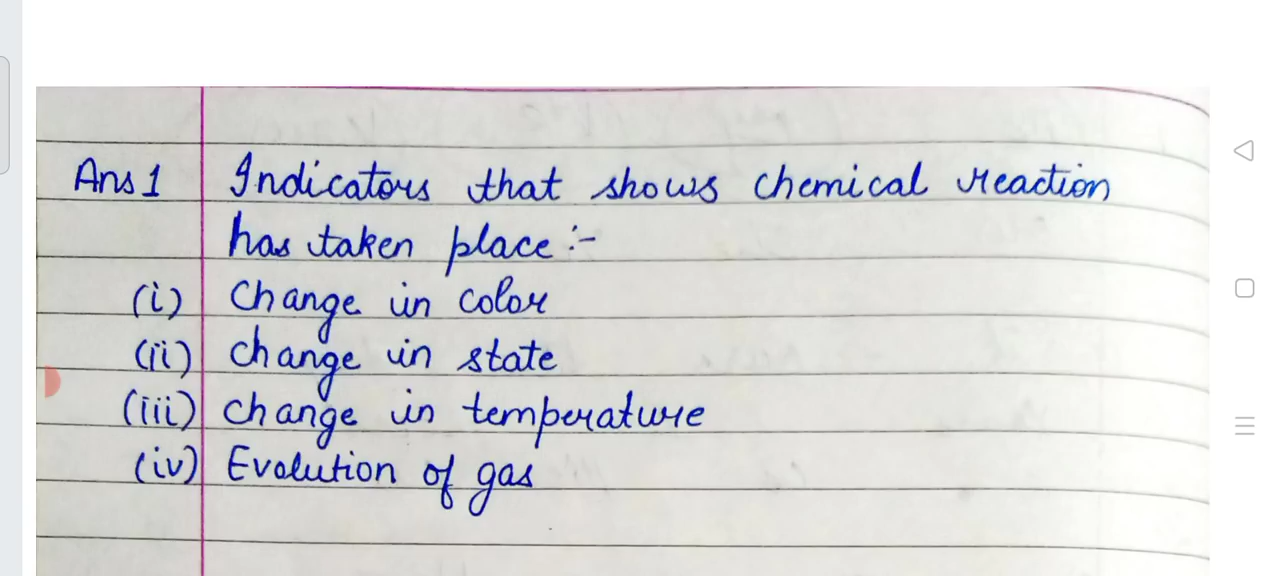 Ans 1 Indicators that shows chemical reaction
has taken place :-
(i) Change in color
(ii) change in state
(iii) change in temperature
(iv) Evolution of gas